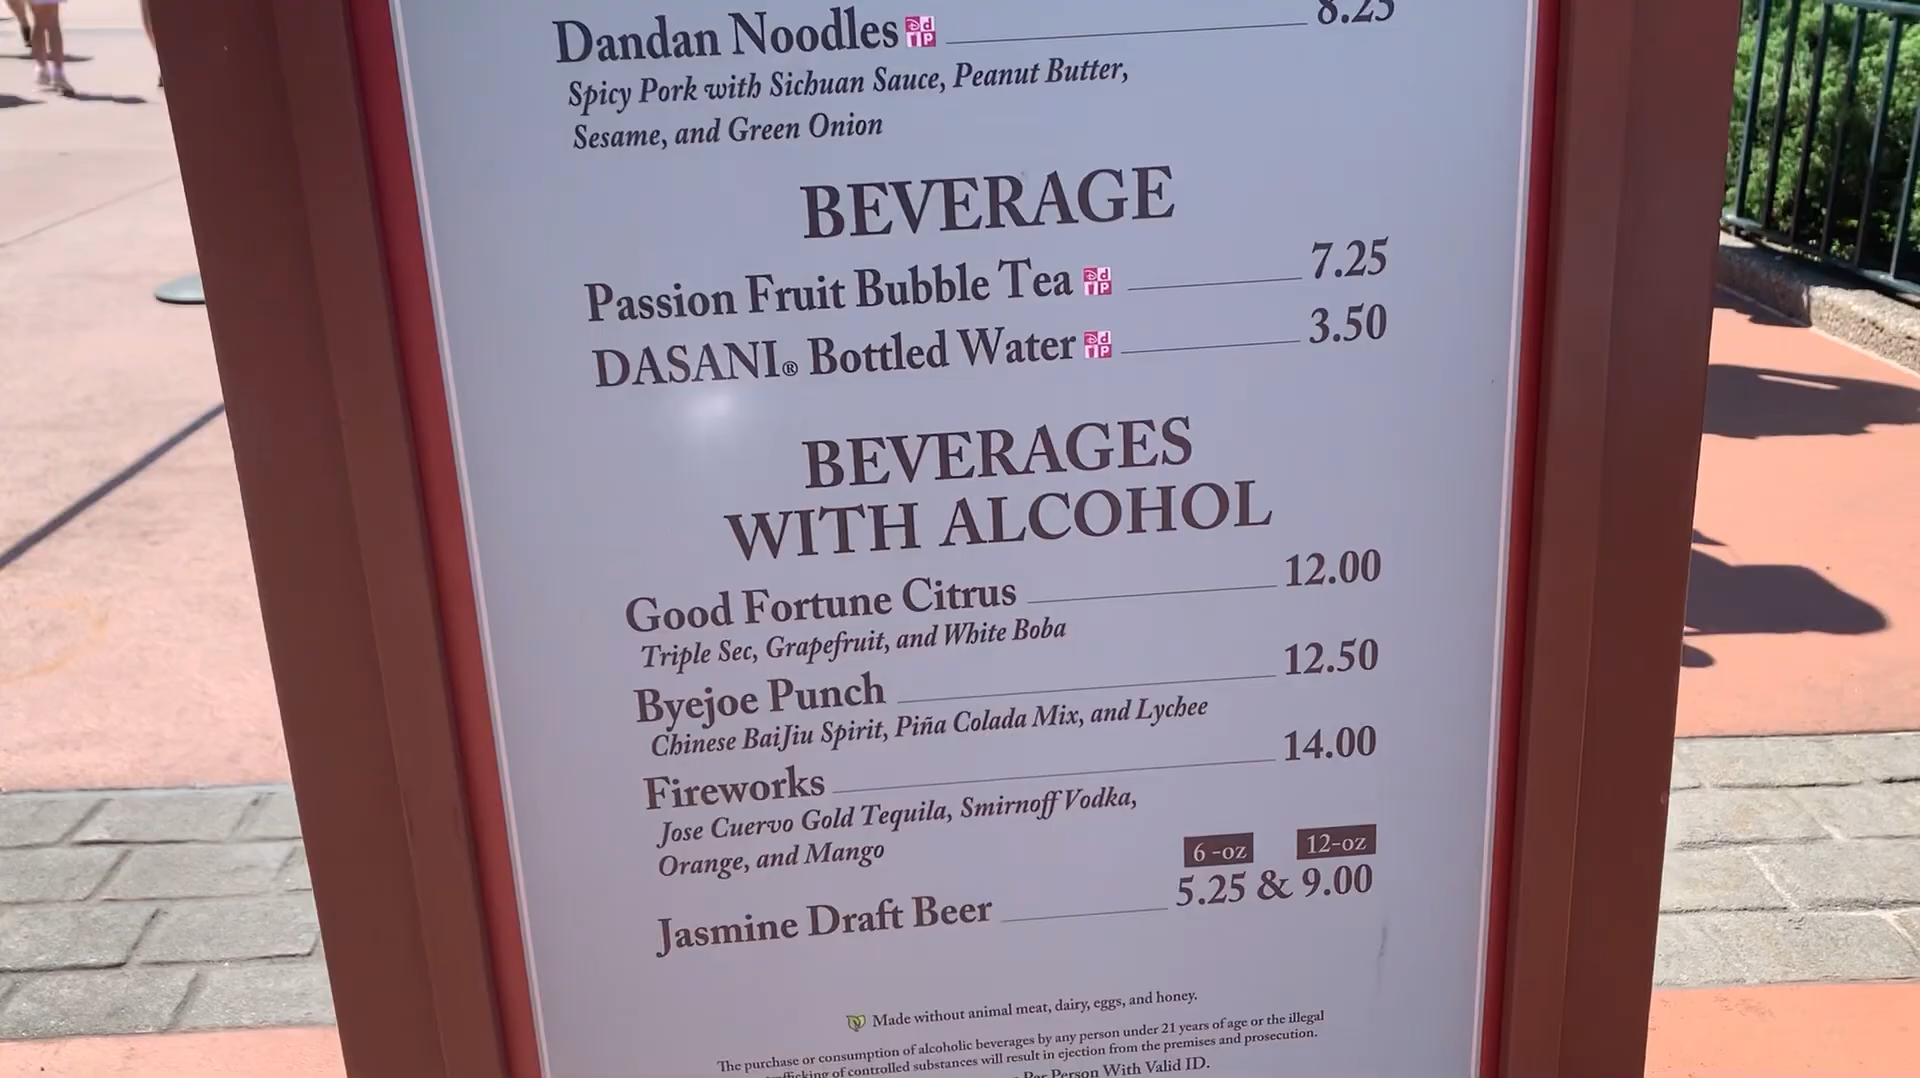 Dandan Noodles 8.25
Spicy Pork with Sichuan Sauce, Peanut Butter,
Sesame, and Green Onion
BEVERAGE
Passion Fruit Bubble Tea 7.25
DASANI® Bottled Water 3.50
BEVERAGES
WITH ALCOHOL
Good Fortune Citrus 12.00
Triple Sec, Grapefruit, and White Boba
Byejoe Punch 12.50
Chinese BaiJiu Spirit, Piña Colada Mix, and Lychee
Fireworks 14.00
Jose Cuervo Gold Tequila, Smirnoff Vodka,
Orange, and Mango
6-oz 12-oz
Jasmine Draft Beer 5.25 & 9.00
Made without animal meat, dairy, eggs, and honey.
The purchase or consumption of alcoholic beverages by any person under 21 years of age or the illegal
of controlled substances will result in ejection from the premises and prosecution.
Per Person With Valid ID.